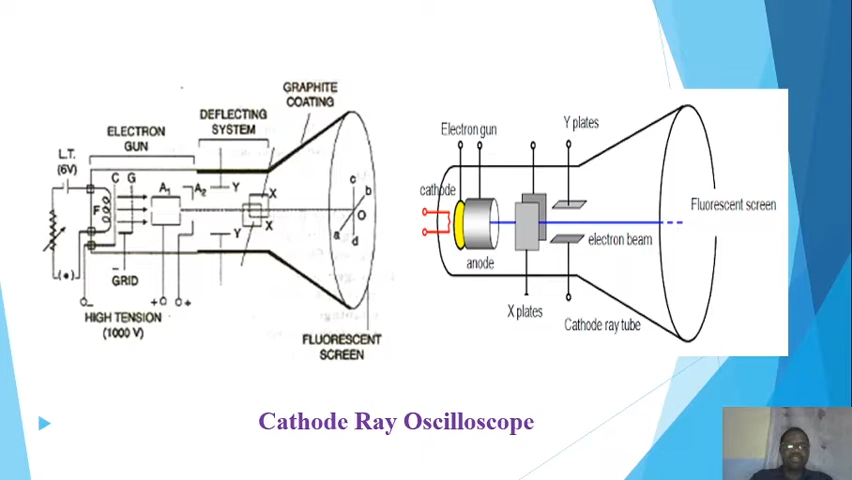 GRAPHITE
COATING
DEFLECTING
SYSTEM
ELECTRON
GUN
L.T.
(6V)
C G
A1
A2
Y
X
F
c
b
O
a
d
X
Y
GRID
HIGH TENSION
(1000 V)
FLUORESCENT
SCREEN
Electron gun
Y plates
cathode
Fluorescent screen
electron beam
anode
X plates
Cathode ray tube
Cathode Ray Oscilloscope